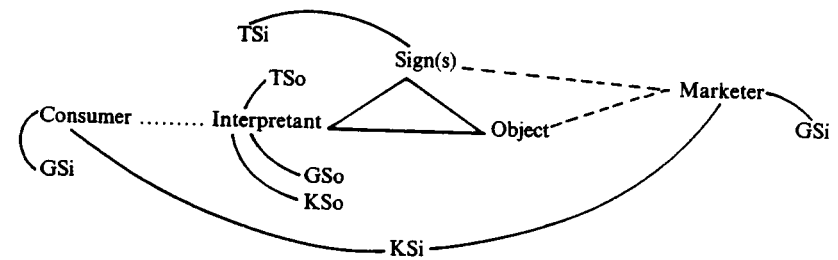 TSi
Sign(s)
TSo
Marketer
Consumer
Interpretant
Object
GSi
GSi
GSo
KSo
KSi